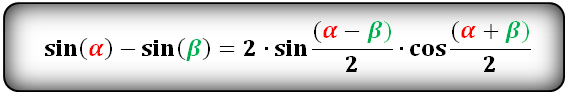 sin(α) − sin(β) = 2 · sin (α − β)/2 · cos (α + β)/2